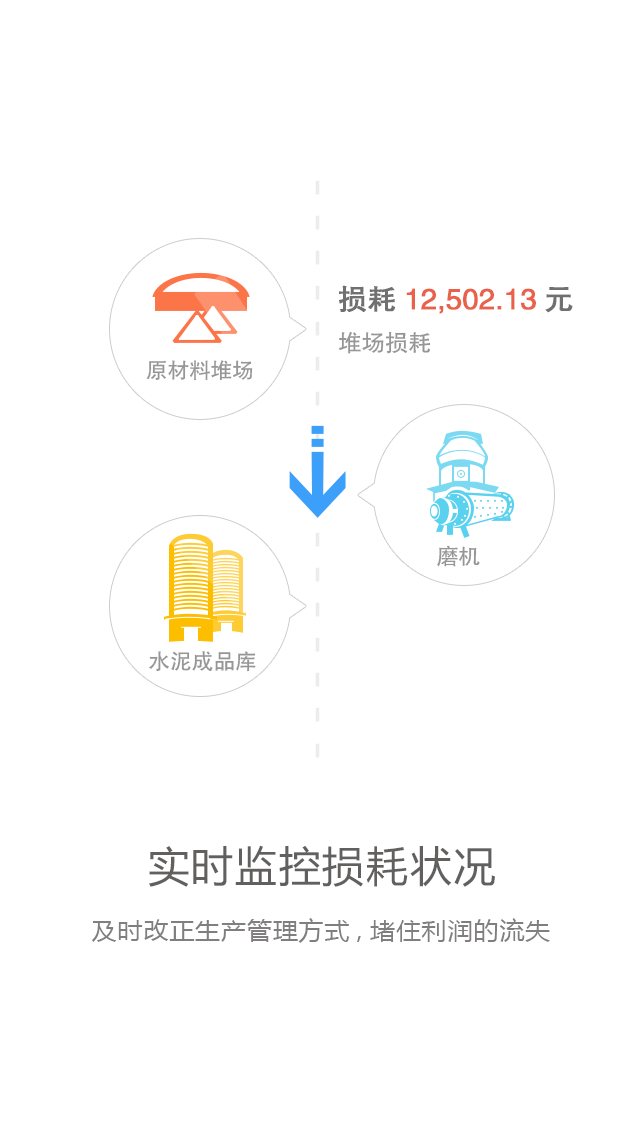 损耗 12,502.13 元
堆场损耗
原材料堆场
磨机
水泥成品库
实时监控损耗状况
及时改正生产管理方式 , 堵住利润的流失